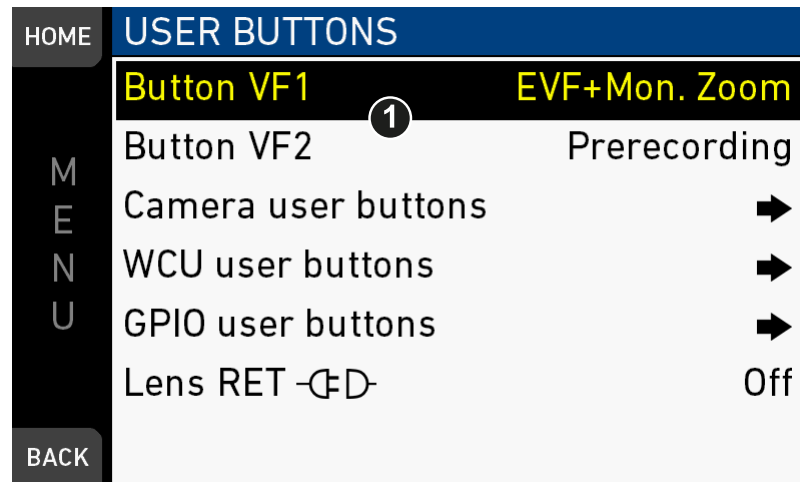 HOME USER BUTTONS
Button VF1 EVF+Mon. Zoom
1
Button VF2 Prerecording
Camera user buttons
WCU user buttons
GPIO user buttons
Lens RET Off
MENU
BACK